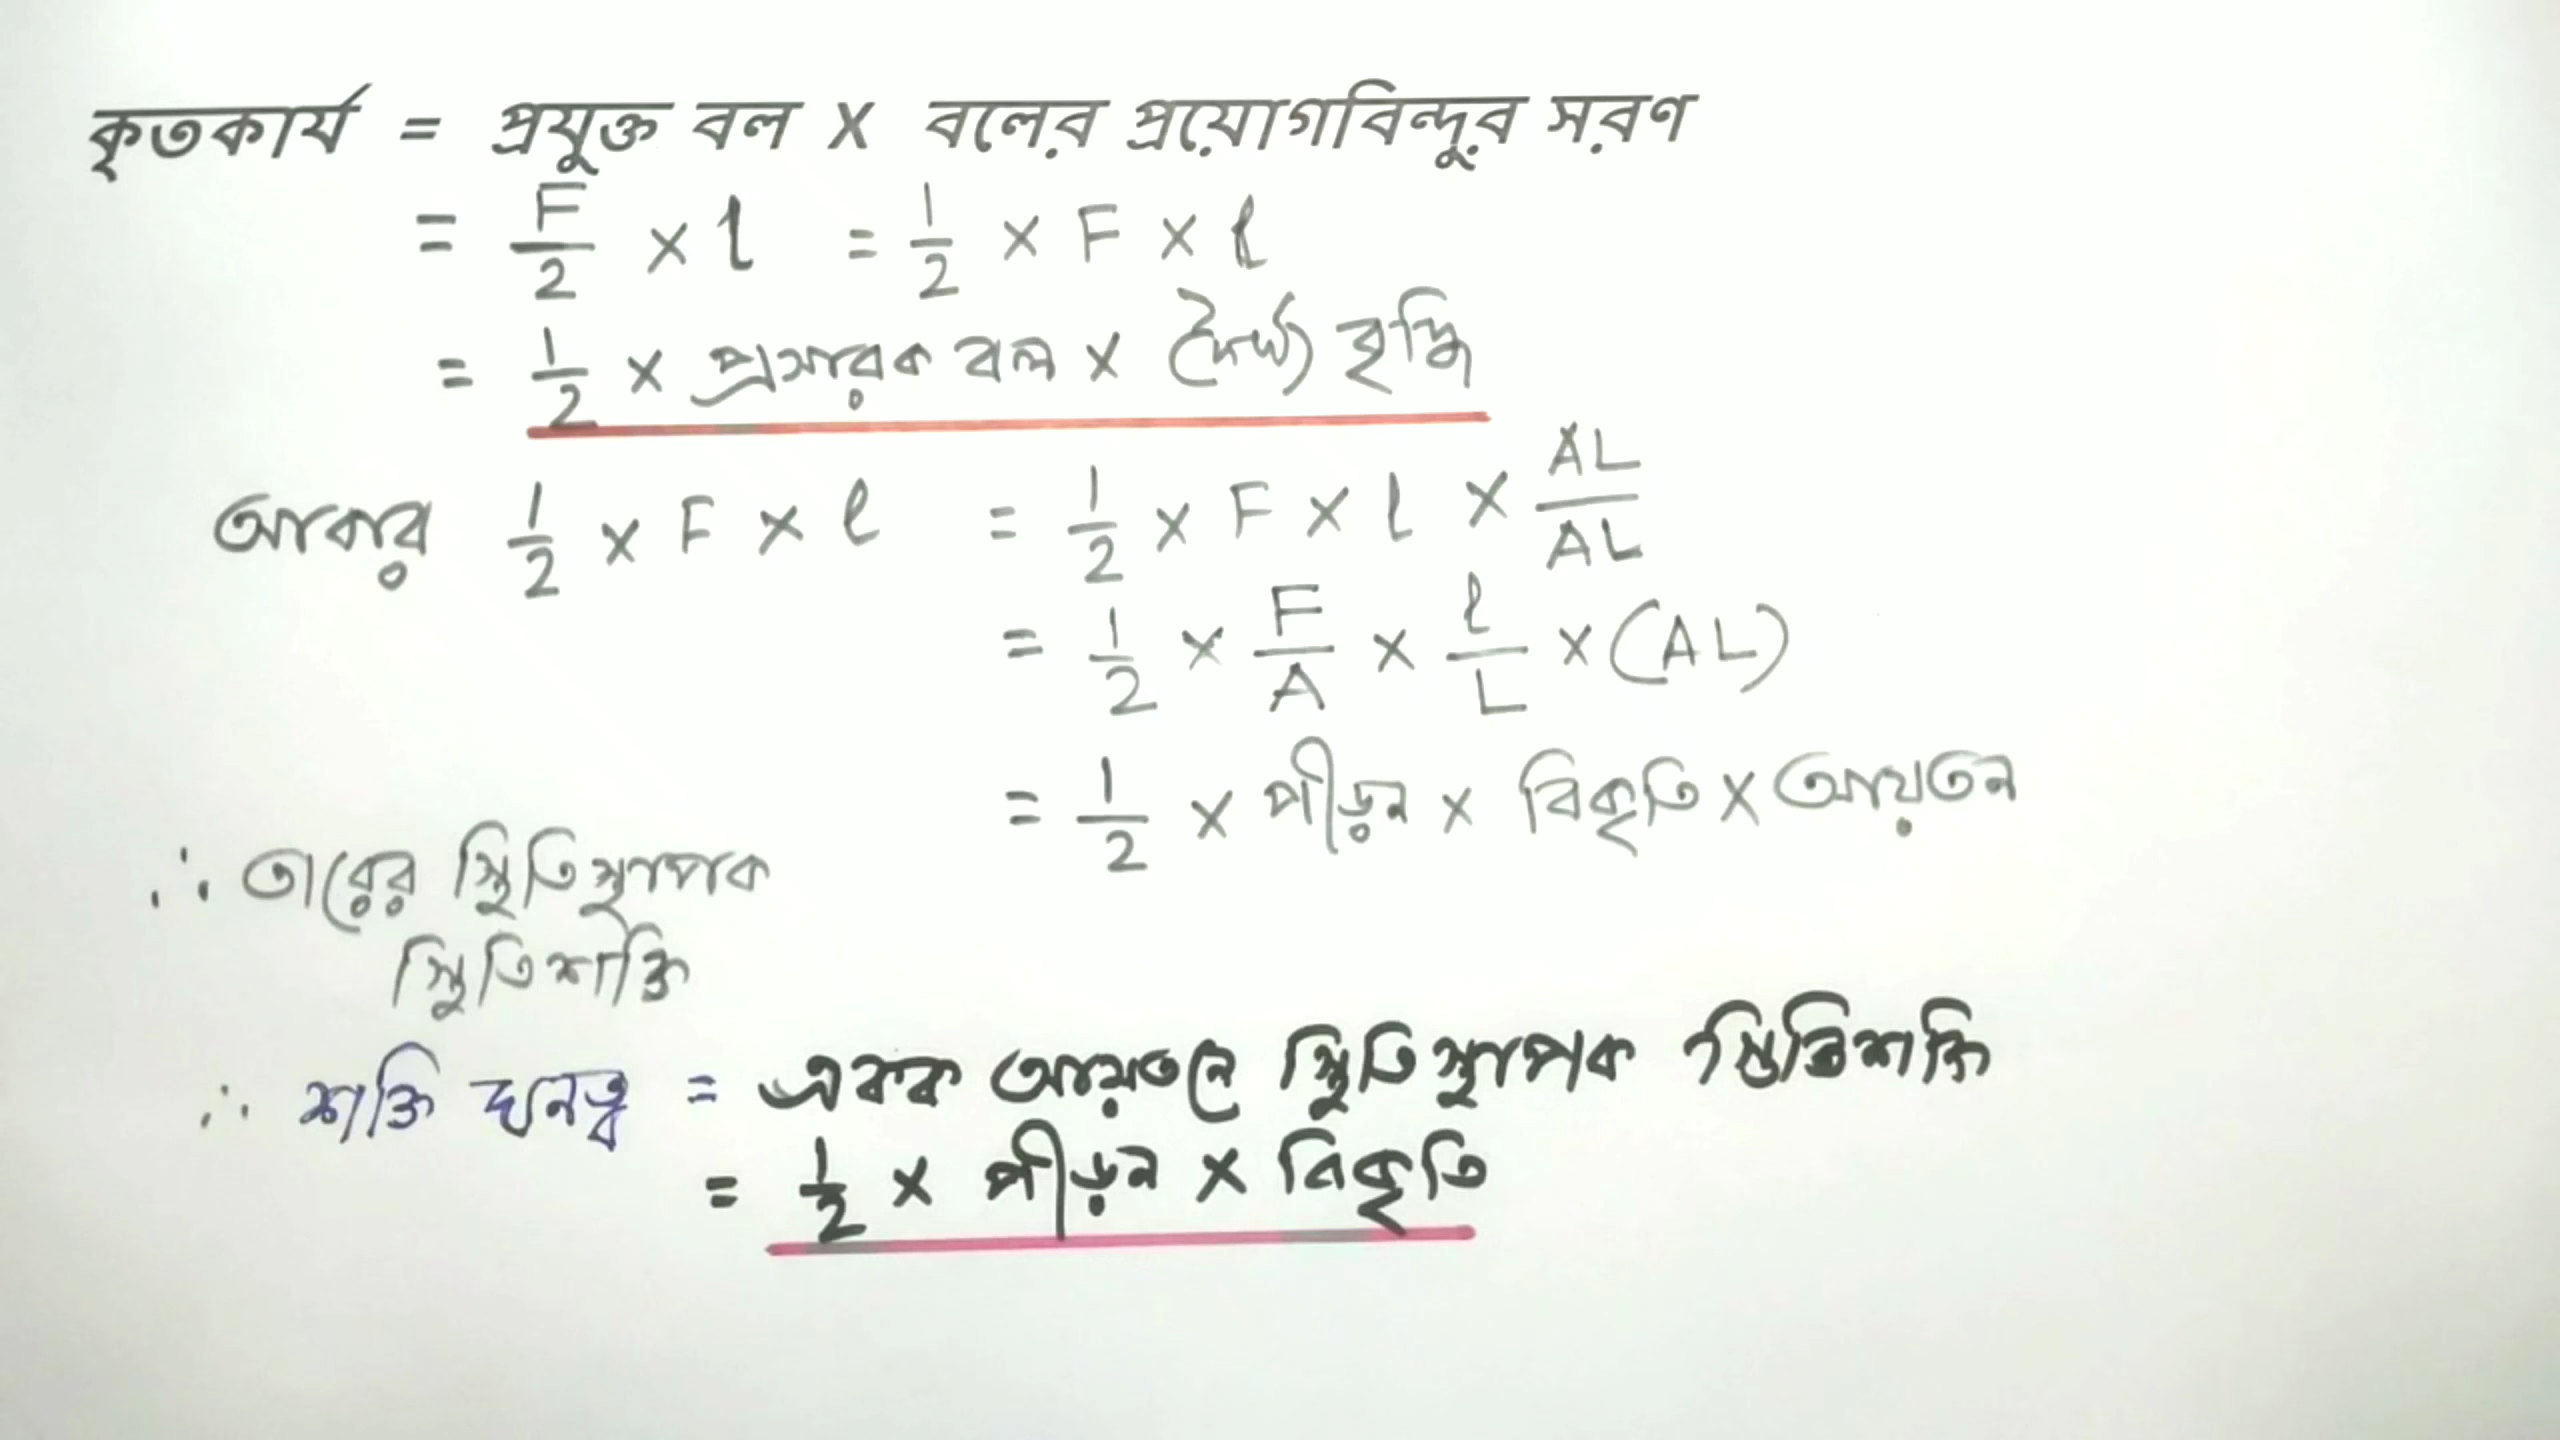 কৃতকার্য = প্রযুক্ত বল X বলের প্রয়োগবিন্দুর সরণ
= F/2 × l = 1/2 × F × l
= 1/2 × প্রসারক বল × দৈর্ঘ্য বৃদ্ধি
আবার 1/2 × F × l = 1/2 × F × l × AL/AL
= 1/2 × F/A × l/L × (AL)
= 1/2 × পীড়ন × বিকৃতি × আয়তন
∴ তারের স্থিতিস্থাপক
স্থিতিশক্তি
∴ শক্তি ঘনত্ব = একক আয়তনে স্থিতিস্থাপক স্থিতিশক্তি
= 1/2 × পীড়ন × বিকৃতি